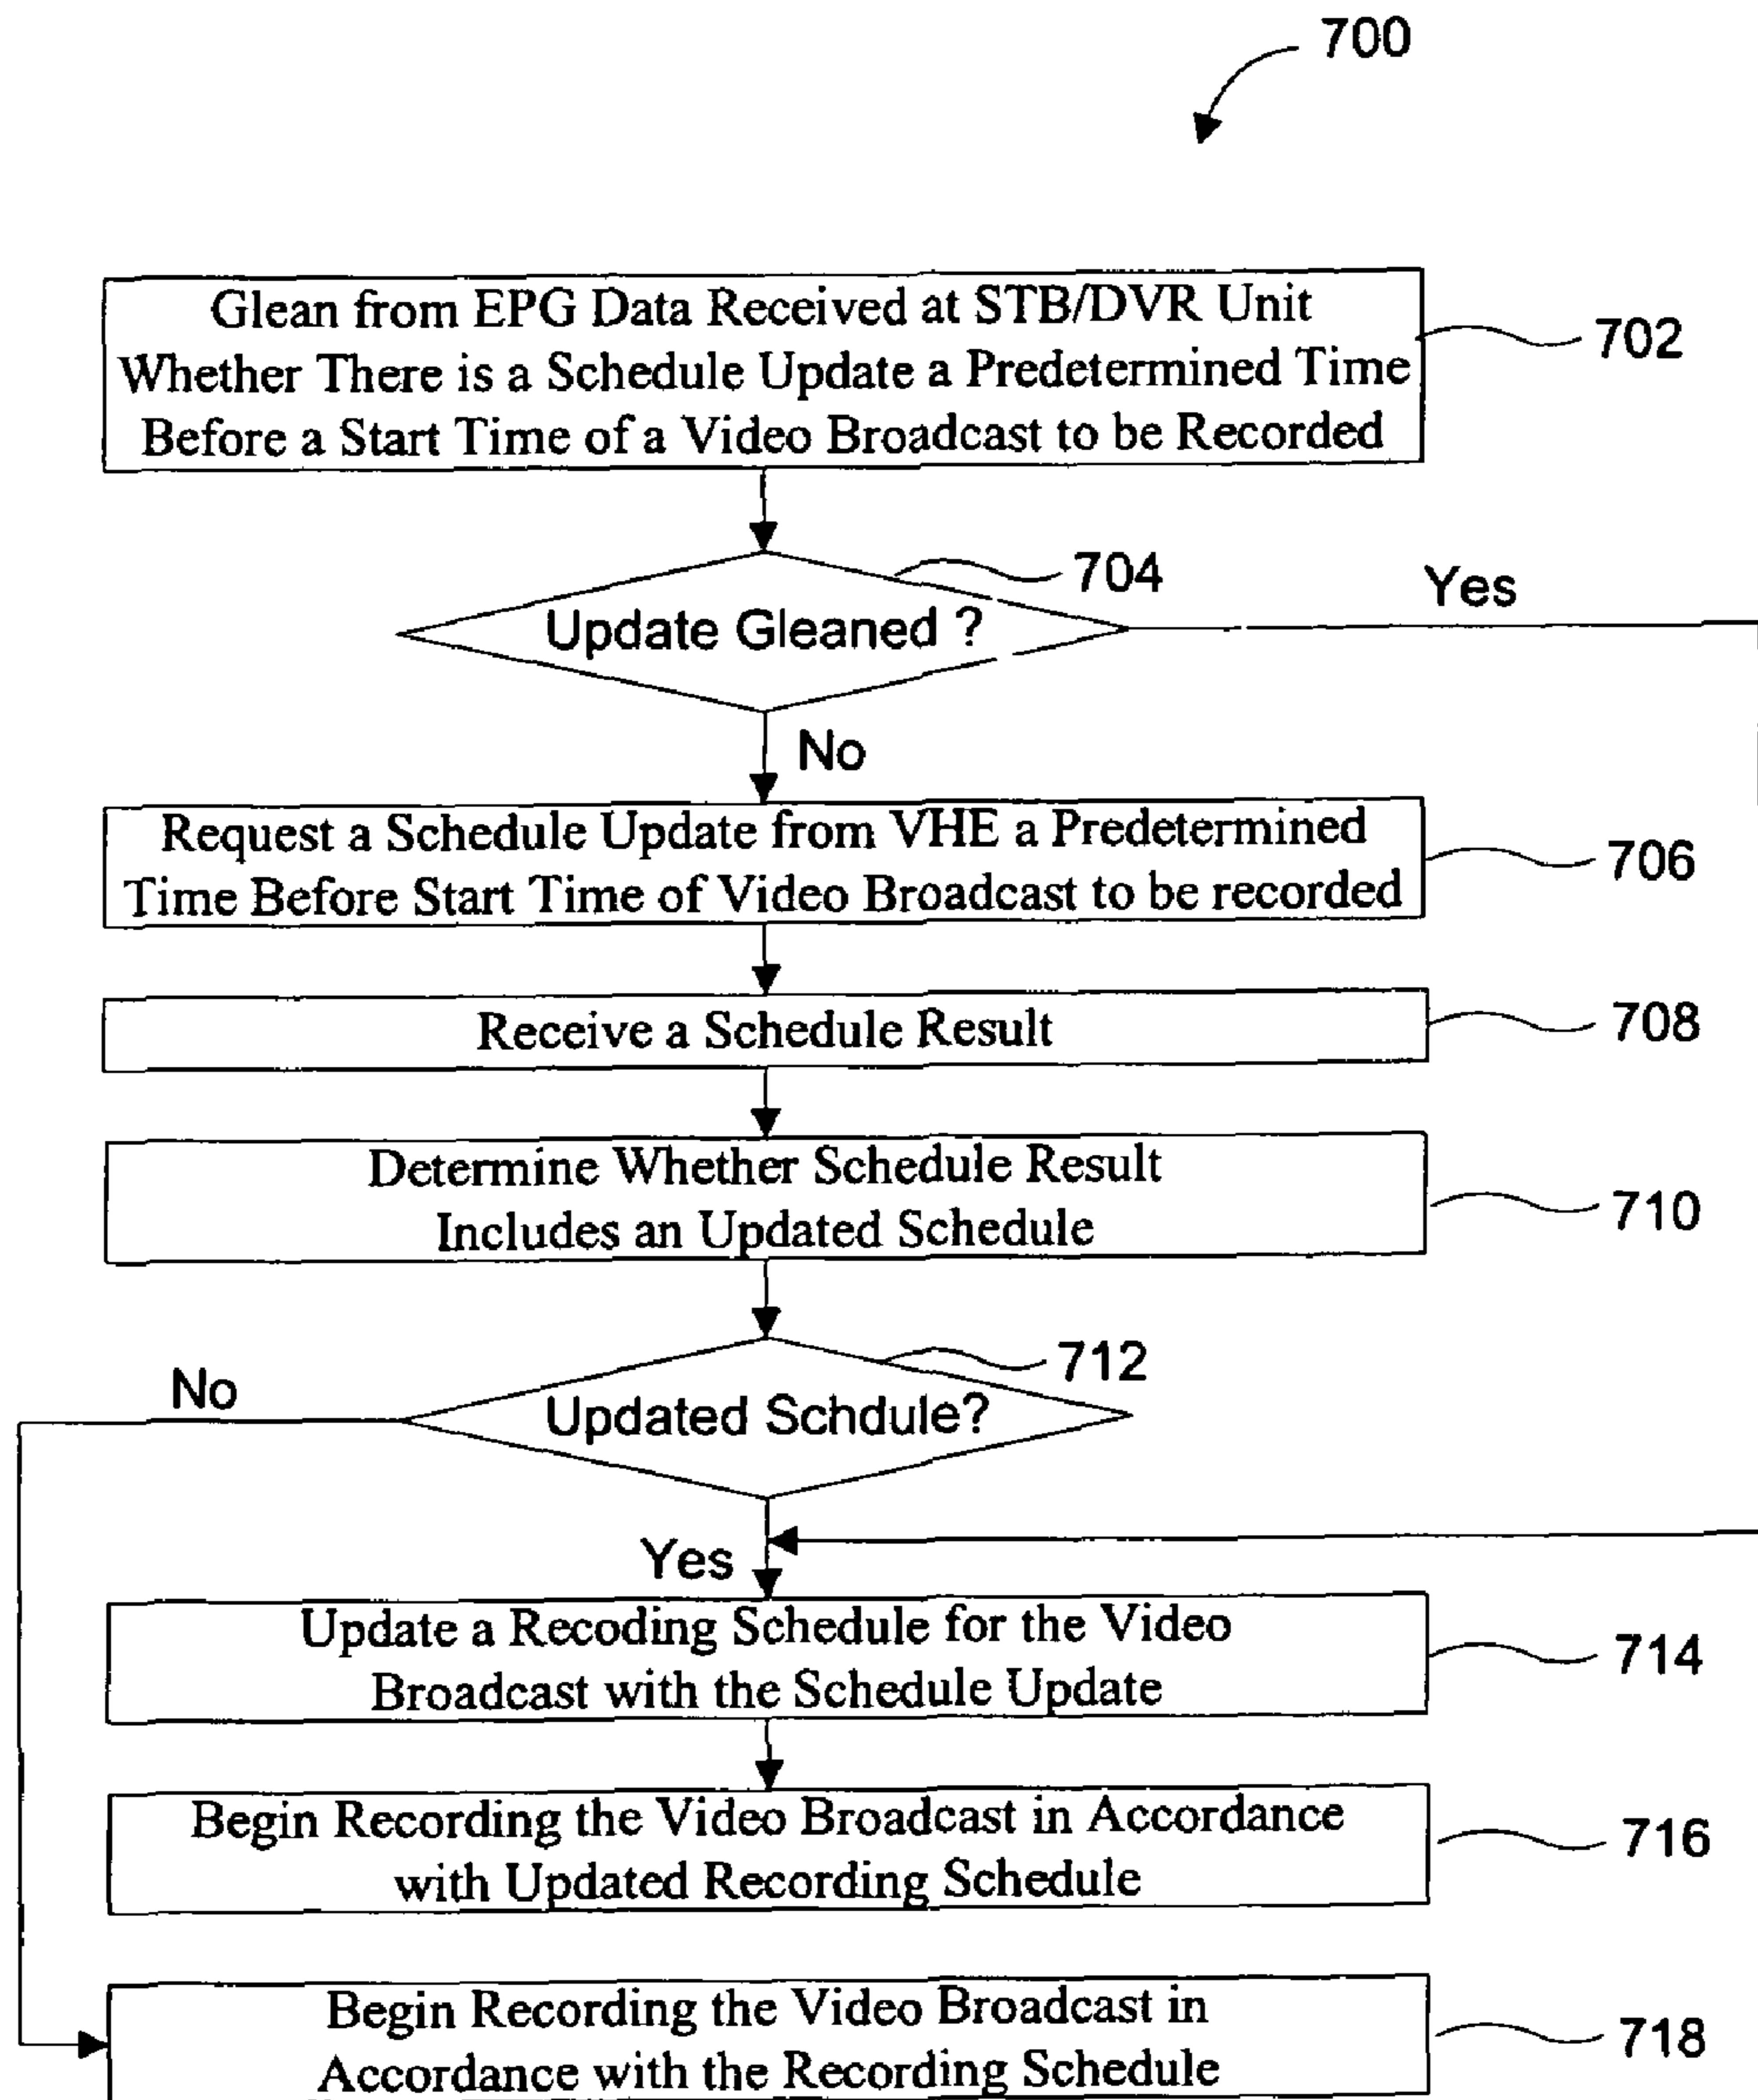 700
Glean from EPG Data Received at STB/DVR Unit
Whether There is a Schedule Update a Predetermined Time
Before a Start Time of a Video Broadcast to be Recorded
702
704
Yes
Update Gleaned ?
No
Request a Schedule Update from VHE a Predetermined
Time Before Start Time of Video Broadcast to be recorded
706
Receive a Schedule Result
708
Determine Whether Schedule Result
Includes an Updated Schedule
710
712
No
Updated Schdule?
Yes
Update a Recoding Schedule for the Video
Broadcast with the Schedule Update
714
Begin Recording the Video Broadcast in Accordance
with Updated Recording Schedule
716
Begin Recording the Video Broadcast in
Accordance with the Recording Schedule
718